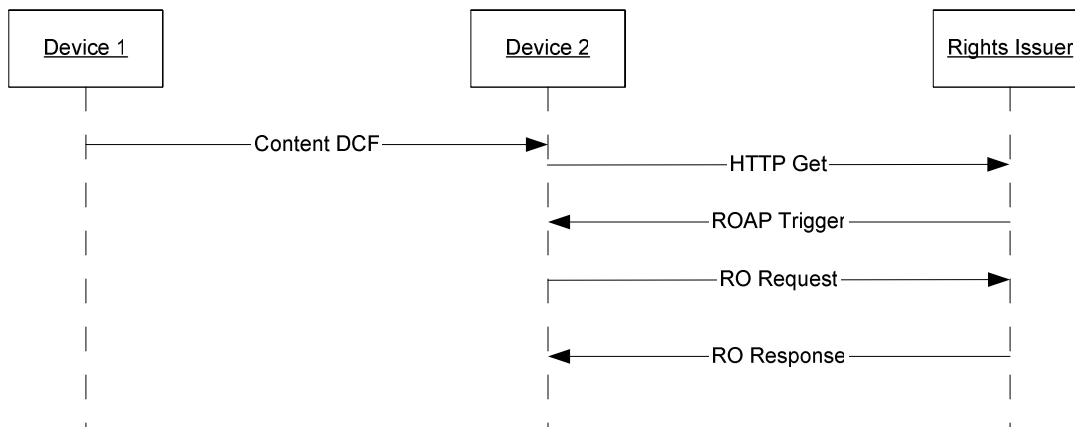 Device 1
Device 2
Rights Issuer
Content DCF
HTTP Get
ROAP Trigger
RO Request
RO Response